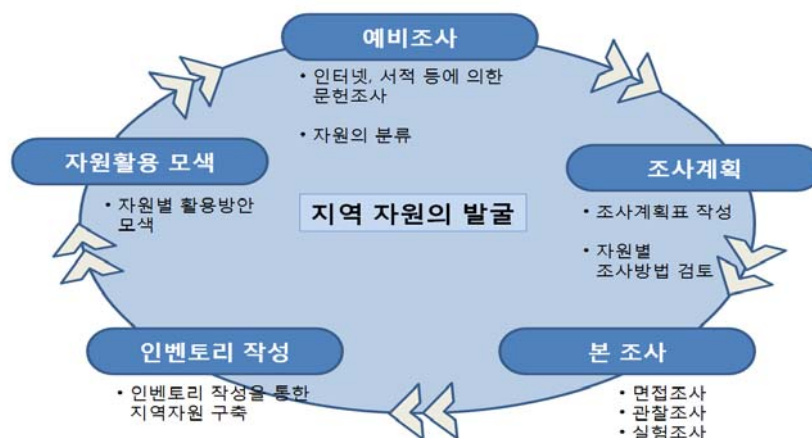 예비조사
• 인터넷, 서적 등에 의한
문헌조사
• 자원의 분류
조사계획
• 조사계획표 작성
• 자원별
조사방법 검토
본 조사
• 면접조사
• 관찰조사
• 실험조사
인벤토리 작성
• 인벤토리 작성을 통한
지역자원 구축
자원활용 모색
• 자원별 활용방안
모색
지역 자원의 발굴